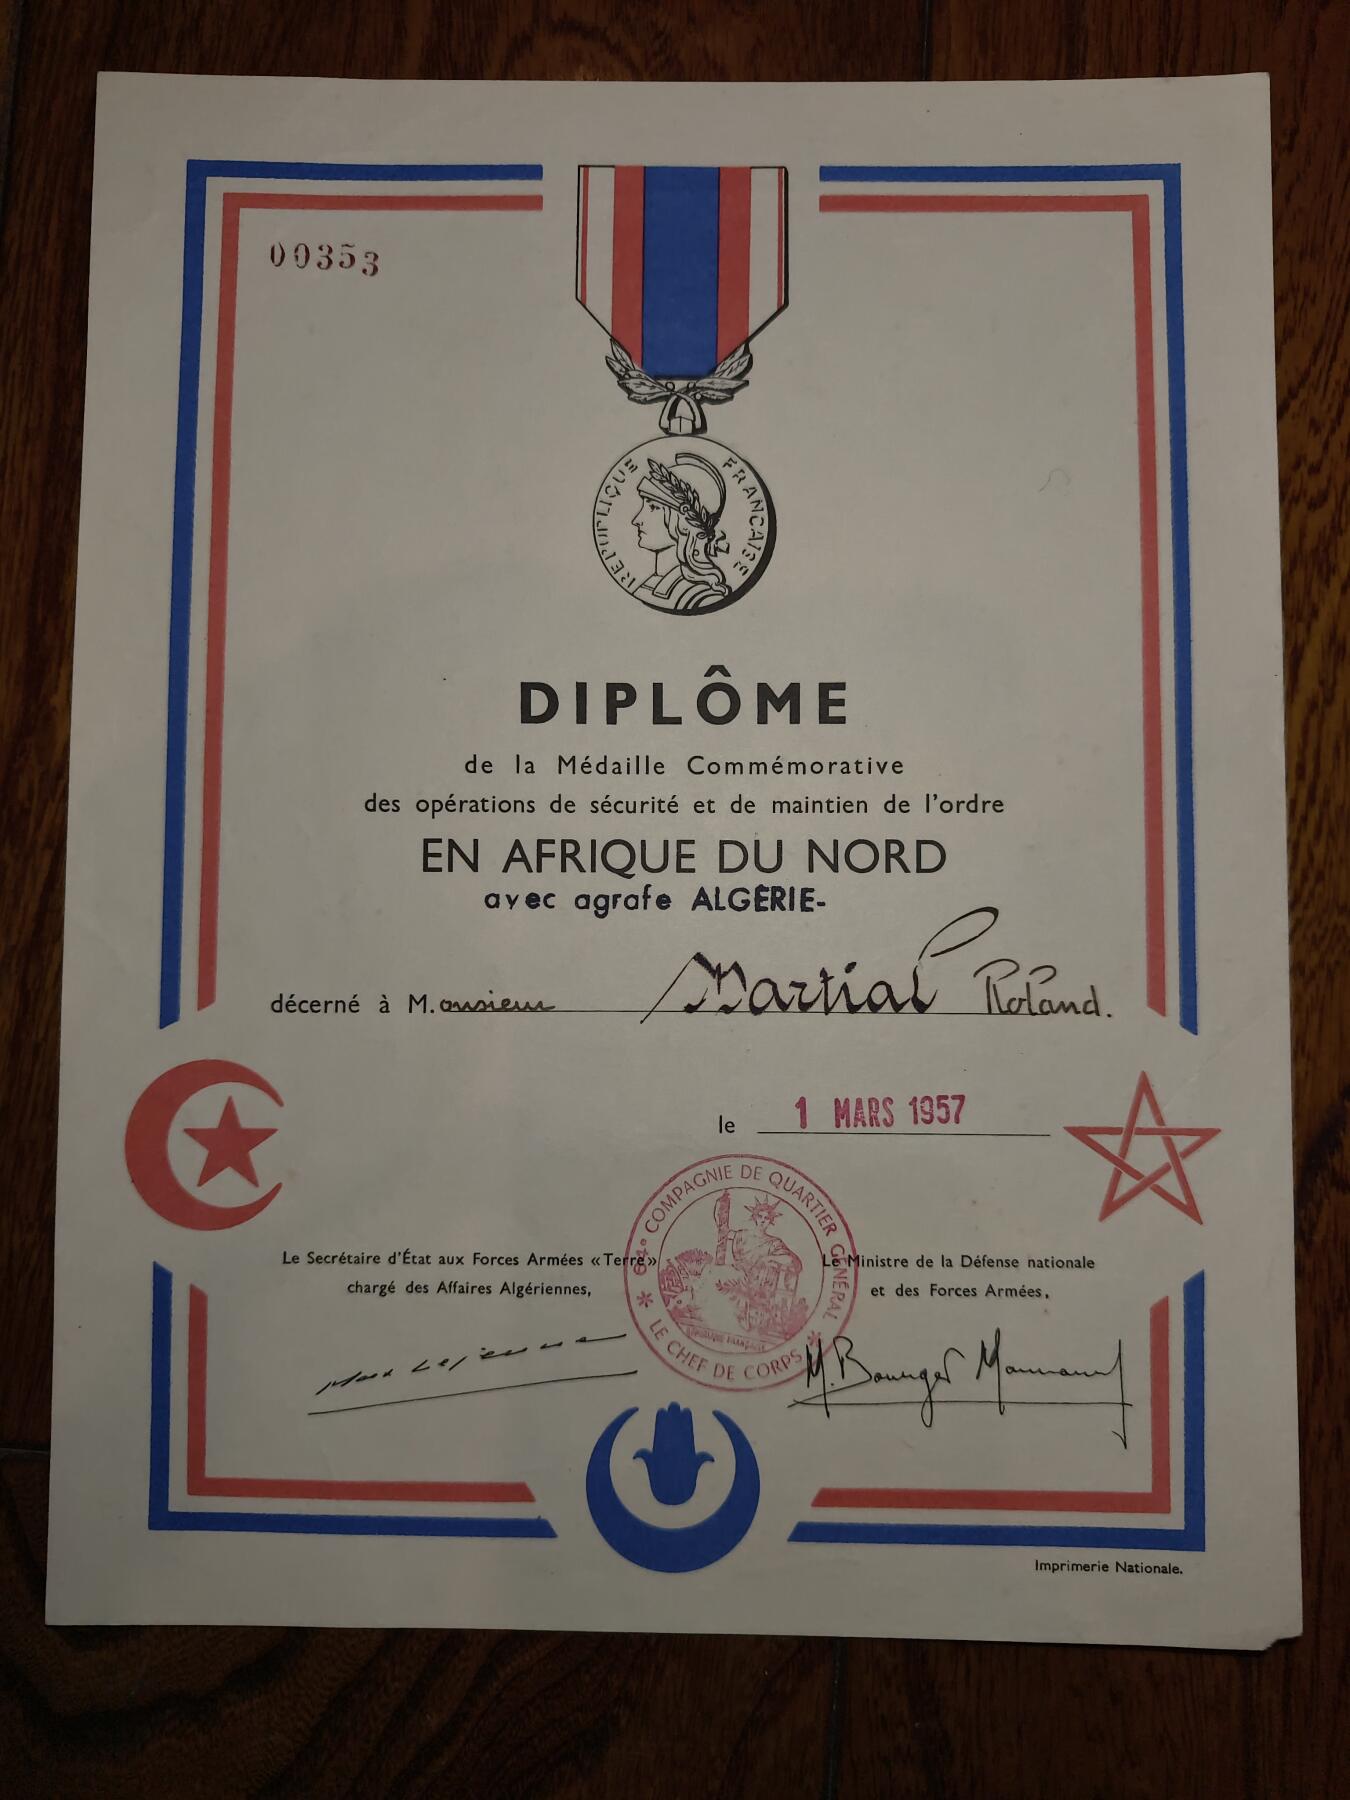 00353
RÉPUBLIQUE FRANÇAISE
DIPLÔME
de la Médaille Commémorative
des opérations de sécurité et de maintien de l'ordre
EN AFRIQUE DU NORD
avec agrafe ALGÉRIE-
décerné à M.onsieur Martial Roland.
le 1 MARS 1957
64e COMPAGNIE DE QUARTIER GÉNÉRAL
* LE CHEF DE CORPS *
RÉPUBLIQUE FRANÇAISE
Le Secrétaire d'État aux Forces Armées «Terre»
chargé des Affaires Algériennes,
Max Lejeune
Le Ministre de la Défense nationale
et des Forces Armées,
M. Bourgès Maunoury
Imprimerie Nationale.